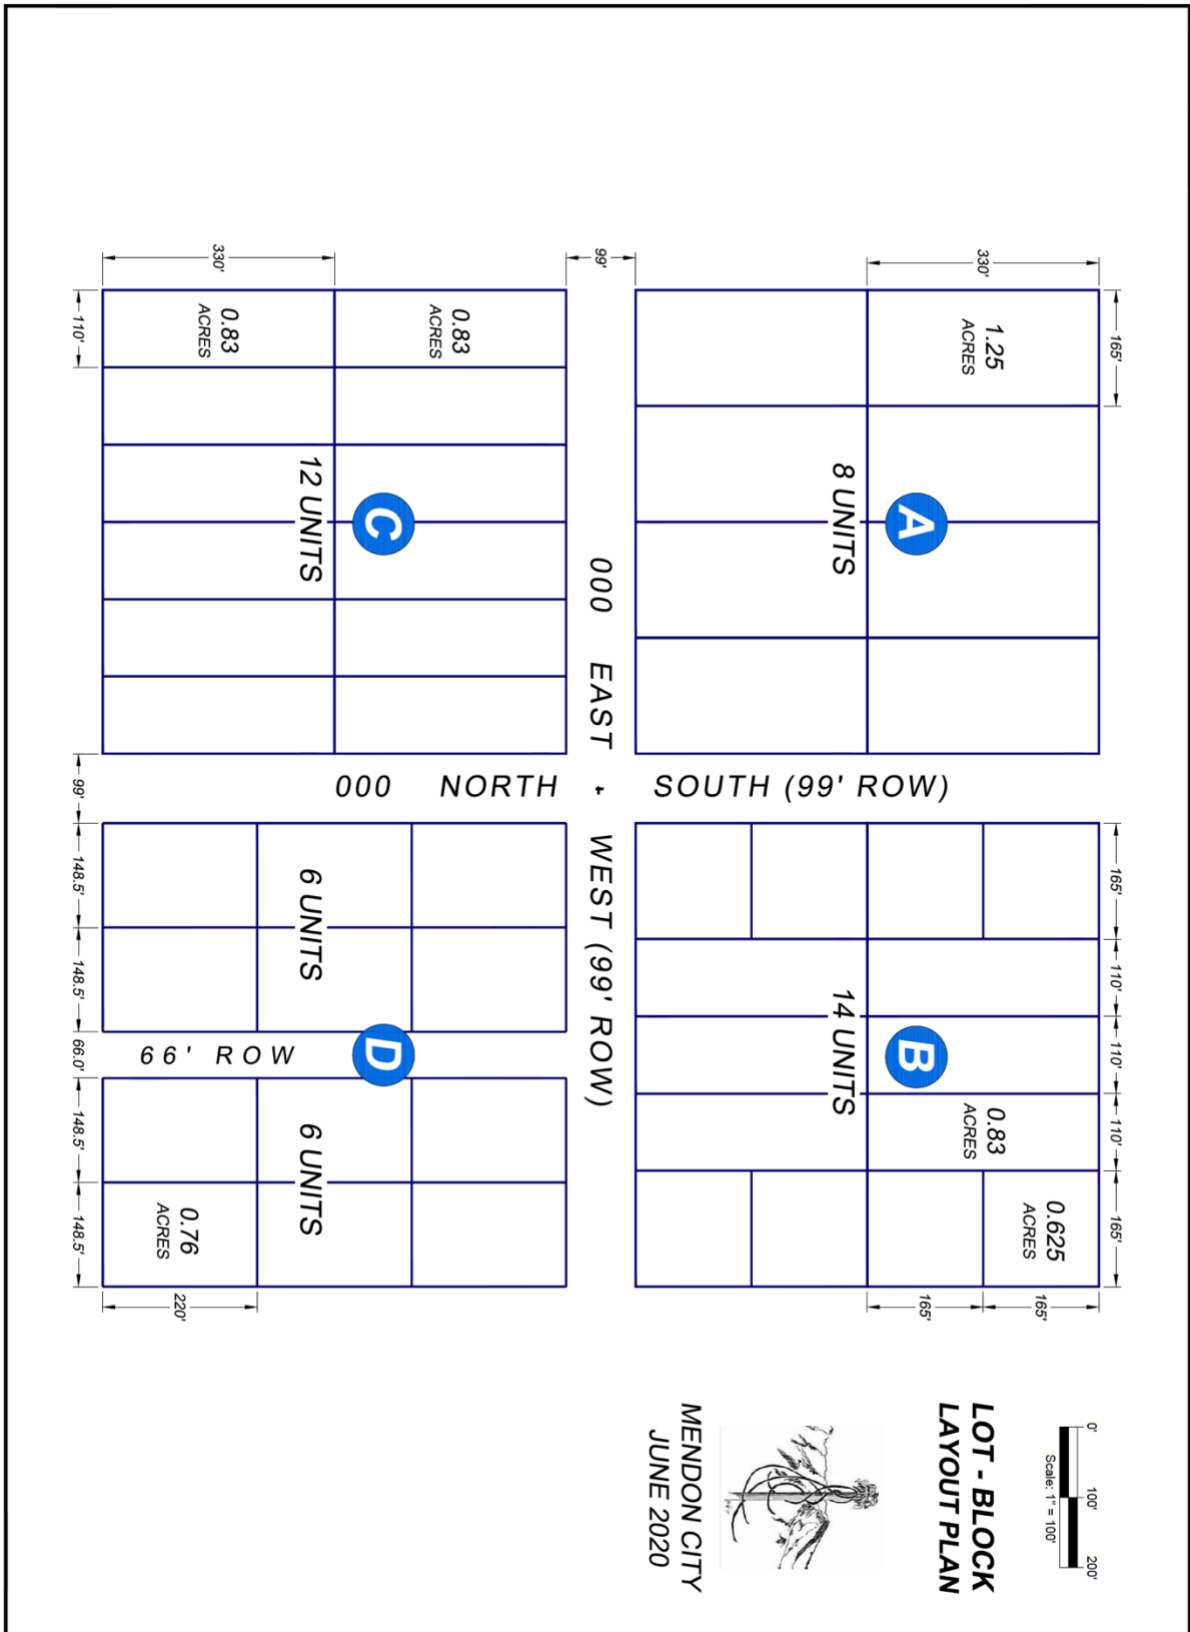 165'
165'
110'
110'
110'
165'
0'
100'
200'
Scale: 1" = 100'
330'
1.25
ACRES
0.625
ACRES
165'
0.83
ACRES
165'
LOT - BLOCK
LAYOUT PLAN
A
B
8 UNITS
14 UNITS
MENDON CITY
JUNE 2020
99'
000 EAST & WEST (99' ROW)
000 NORTH & SOUTH (99' ROW)
0.83
ACRES
C
D
12 UNITS
6 UNITS
6 UNITS
66' ROW
330'
0.83
ACRES
0.76
ACRES
220'
110'
99'
148.5'
148.5'
66.0'
148.5'
148.5'